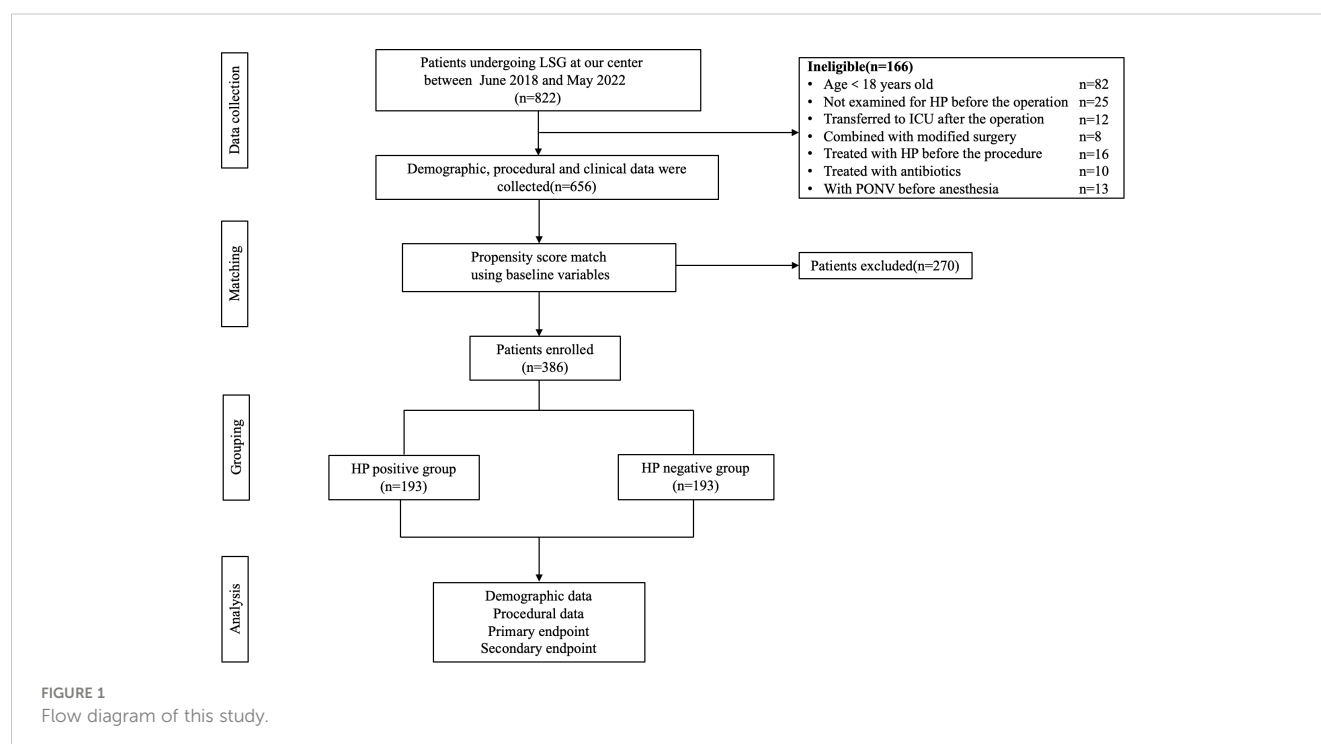 Data collection
Patients undergoing LSG at our center
between June 2018 and May 2022
(n=822)
Ineligible(n=166)
• Age < 18 years old n=82
• Not examined for HP before the operation n=25
• Transferred to ICU after the operation n=12
• Combined with modified surgery n=8
• Treated with HP before the procedure n=16
• Treated with antibiotics n=10
• With PONV before anesthesia n=13
Demographic, procedural and clinical data were
collected(n=656)
Matching
Propensity score match
using baseline variables
Patients excluded(n=270)
Patients enrolled
(n=386)
Grouping
HP positive group
(n=193)
HP negative group
(n=193)
Analysis
Demographic data
Procedural data
Primary endpoint
Secondary endpoint
FIGURE 1
Flow diagram of this study.